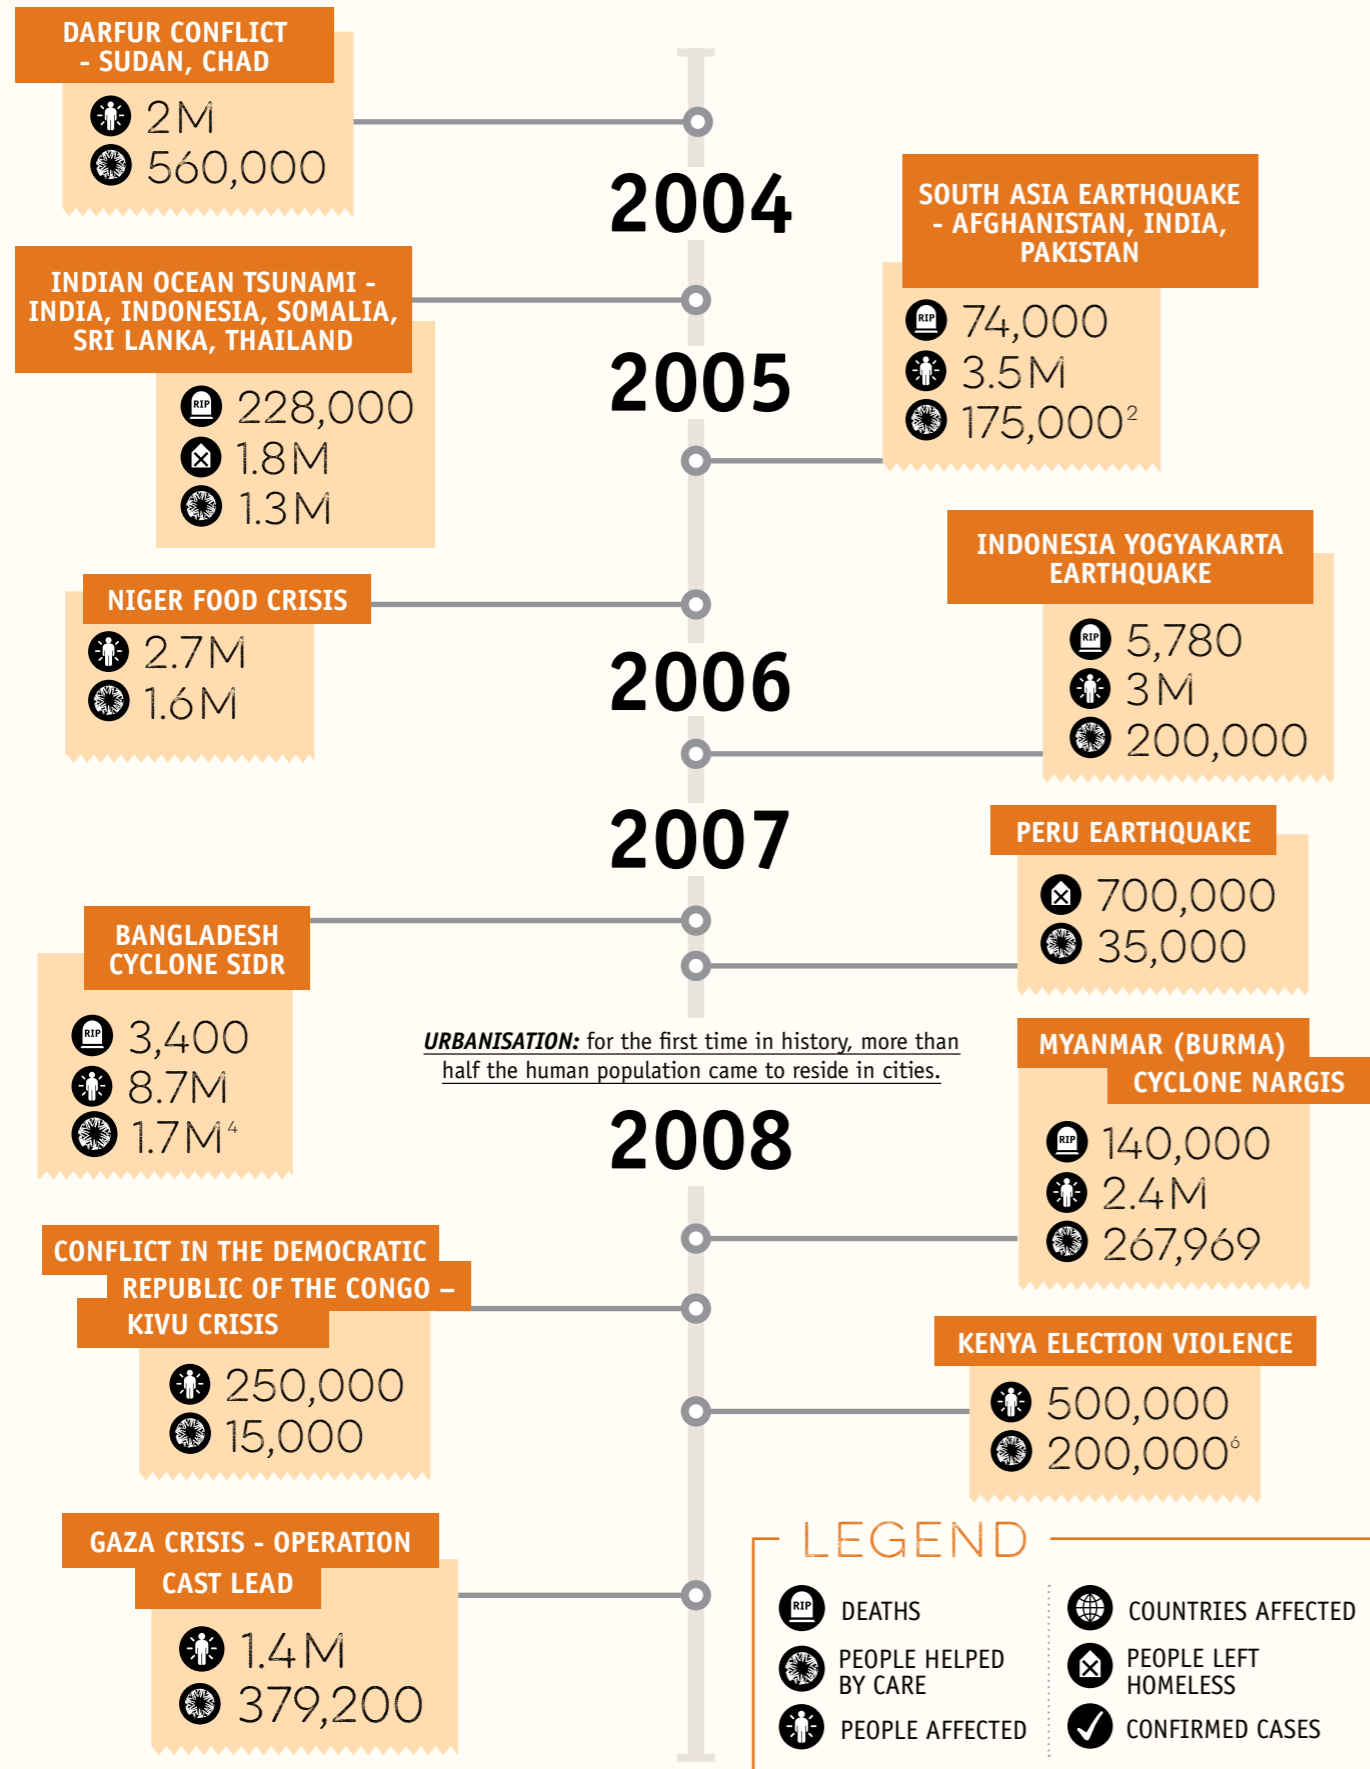 DARFUR CONFLICT
- SUDAN, CHAD
2M
560,000
2004
SOUTH ASIA EARTHQUAKE
- AFGHANISTAN, INDIA,
PAKISTAN
RIP 74,000
3.5M
175,000²
INDIAN OCEAN TSUNAMI -
INDIA, INDONESIA, SOMALIA,
SRI LANKA, THAILAND
RIP 228,000
1.8M
1.3M
2005
INDONESIA YOGYAKARTA
EARTHQUAKE
RIP 5,780
3M
200,000
NIGER FOOD CRISIS
2.7M
1.6M
2006
2007
PERU EARTHQUAKE
700,000
35,000
BANGLADESH
CYCLONE SIDR
RIP 3,400
8.7M
1.7M⁴
URBANISATION: for the first time in history, more than
half the human population came to reside in cities.
MYANMAR (BURMA)
CYCLONE NARGIS
RIP 140,000
2.4M
267,969
2008
CONFLICT IN THE DEMOCRATIC
REPUBLIC OF THE CONGO –
KIVU CRISIS
250,000
15,000
KENYA ELECTION VIOLENCE
500,000
200,000⁶
GAZA CRISIS - OPERATION
CAST LEAD
1.4M
379,200
LEGEND
RIP DEATHS
PEOPLE HELPED
BY CARE
PEOPLE AFFECTED
COUNTRIES AFFECTED
PEOPLE LEFT
HOMELESS
CONFIRMED CASES